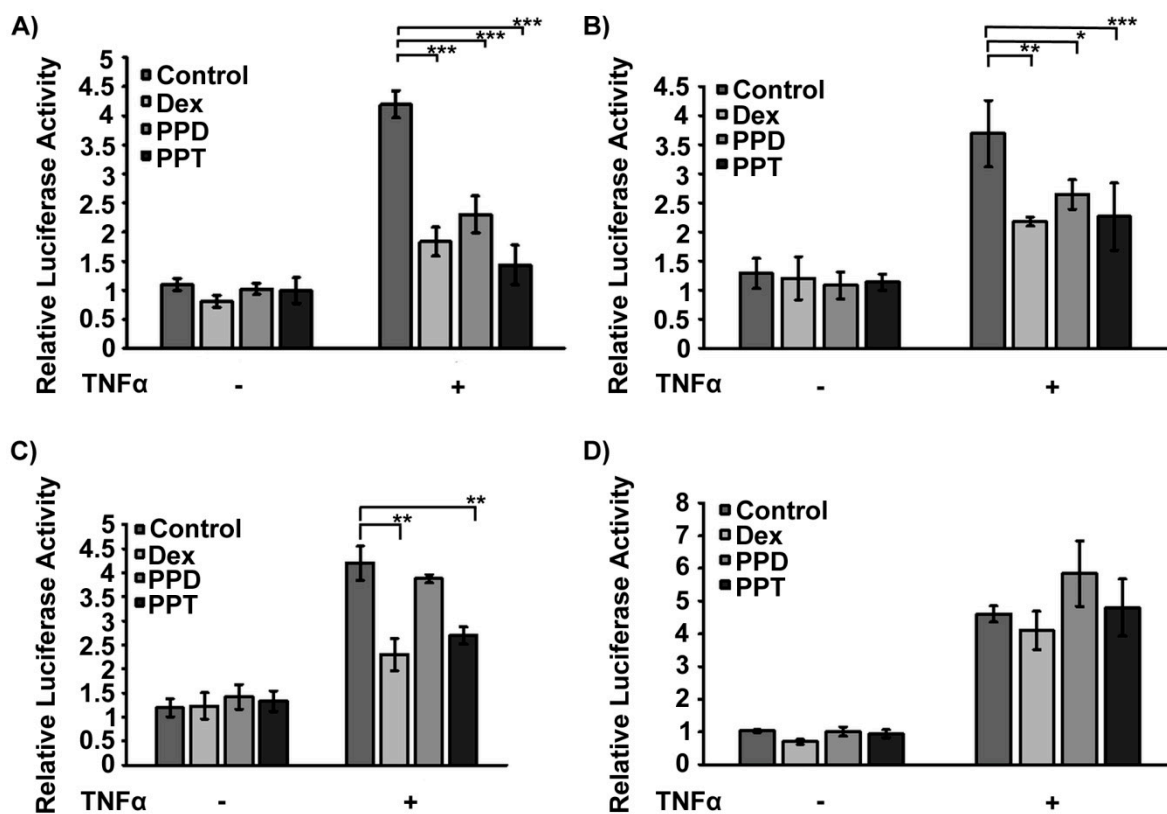 A)
Relative Luciferase Activity
5
4.5
4
3.5
3
2.5
2
1.5
1
0.5
0
Control
Dex
PPD
PPT
***
***
***
TNFα - +
B)
Relative Luciferase Activity
4.5
4
3.5
3
2.5
2
1.5
1
0.5
0
Control
Dex
PPD
PPT
***
*
**
TNFα - +
C)
Relative Luciferase Activity
5
4.5
4
3.5
3
2.5
2
1.5
1
0.5
0
Control
Dex
PPD
PPT
**
**
TNFα - +
D)
Relative Luciferase Activity
8
7
6
5
4
3
2
1
0
Control
Dex
PPD
PPT
TNFα - +